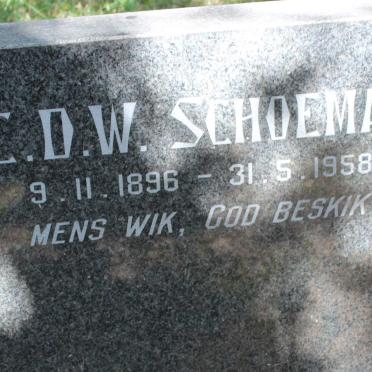 C.D.W. SCHOEMA
9.11.1896 - 31.5.1958
MENS WIK, GOD BESKIK